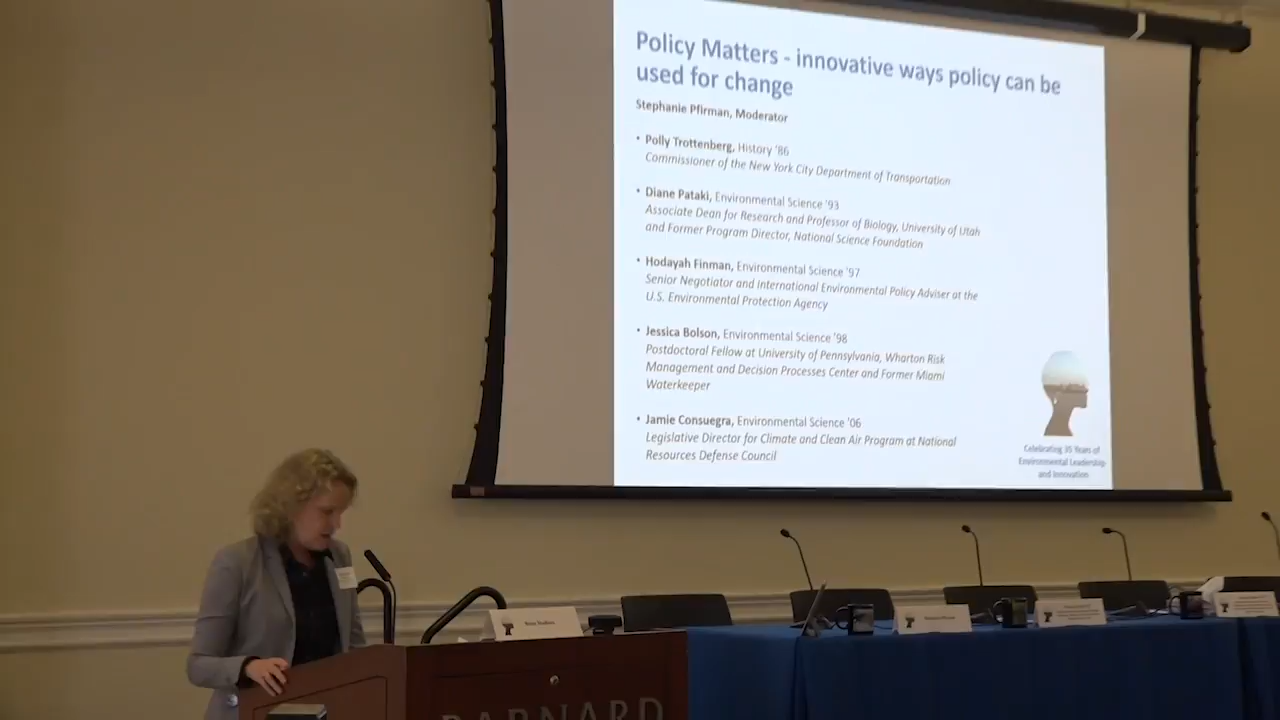 Policy Matters - innovative ways policy can be
used for change
Stephanie Pfirman, Moderator
• Polly Trottenberg, History '86
Commissioner of the New York City Department of Transportation
• Diane Pataki, Environmental Science '93
Associate Dean for Research and Professor of Biology, University of Utah
and Former Program Director, National Science Foundation
• Hodayah Finman, Environmental Science '97
Senior Negotiator and International Environmental Policy Adviser at the
U.S. Environmental Protection Agency
• Jessica Bolson, Environmental Science '98
Postdoctoral Fellow at University of Pennsylvania, Wharton Risk
Management and Decision Processes Center and Former Miami
Waterkeeper
• Jamie Consuegra, Environmental Science '06
Legislative Director for Climate and Clean Air Program at National
Resources Defense Council
Celebrating 35 Years of
Environmental Leadership
and Innovation
BARNARD